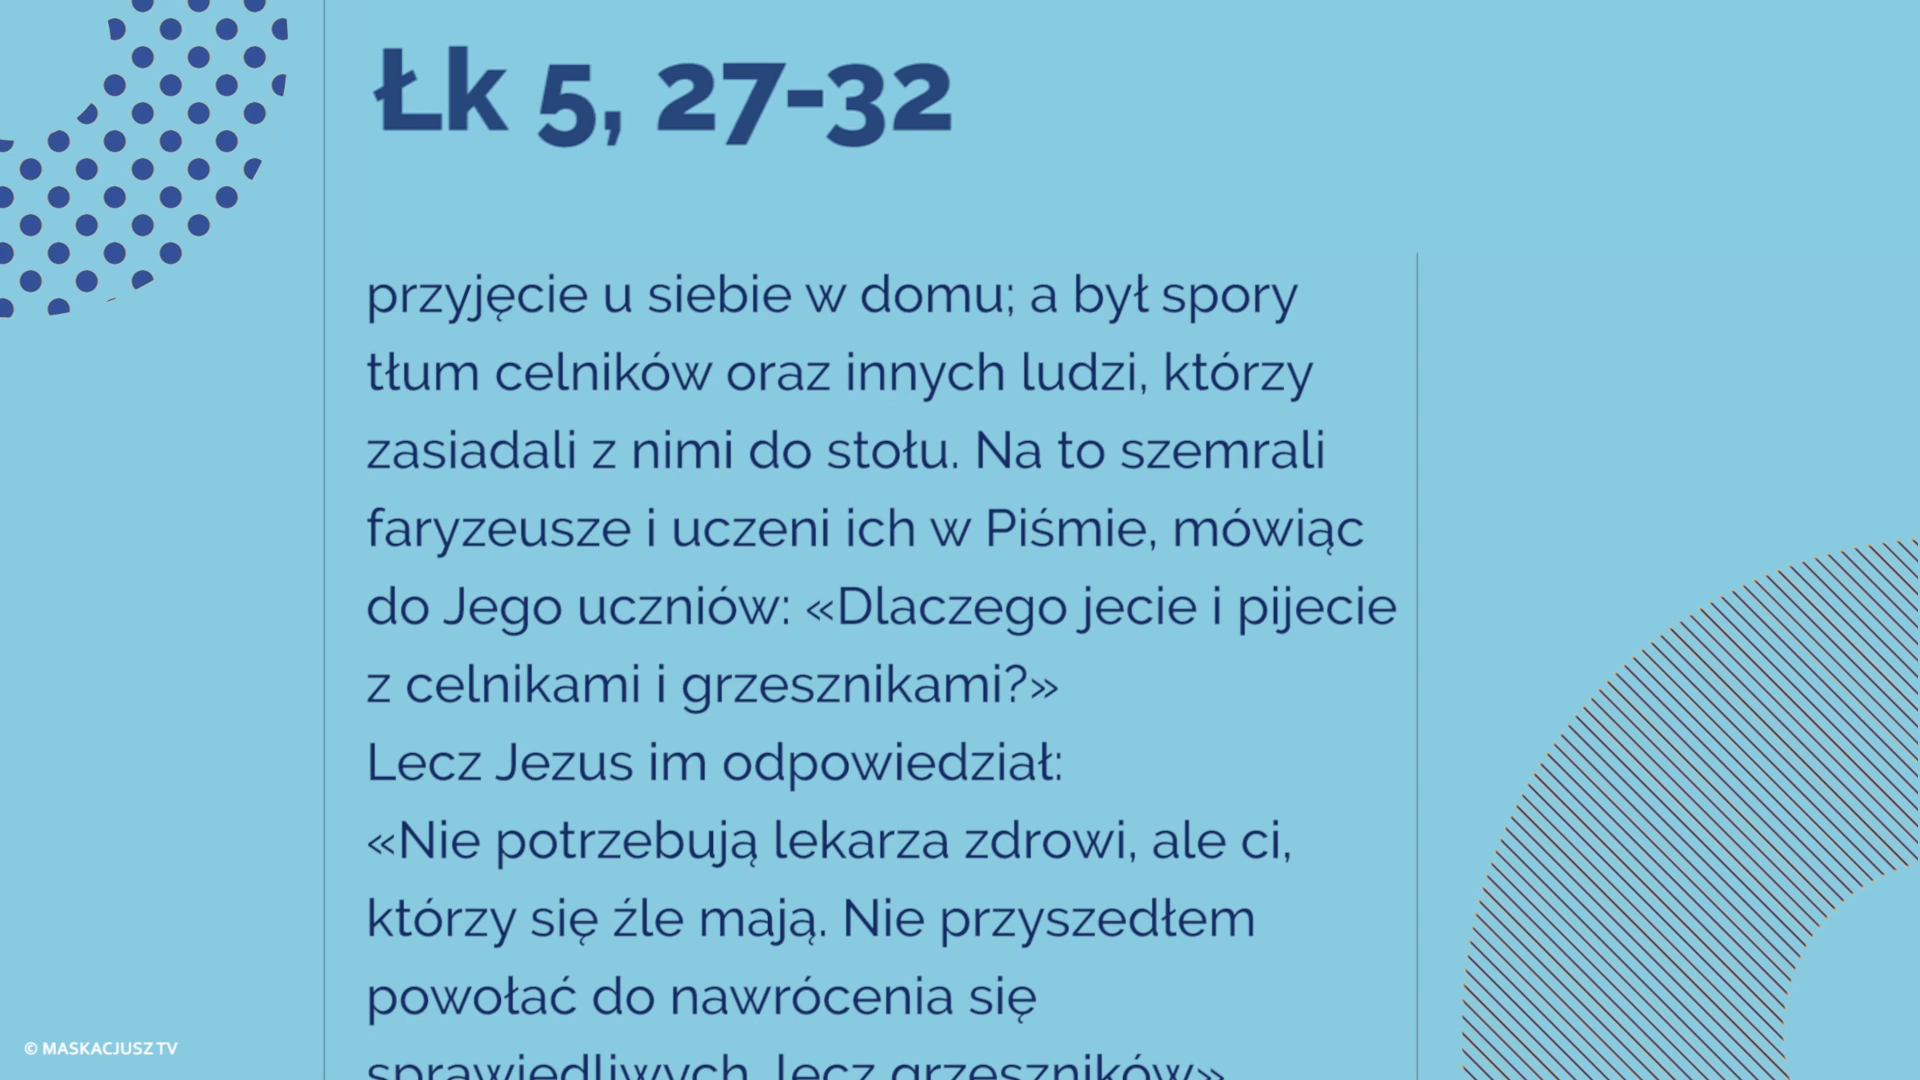 Łk 5, 27-32
przyjęcie u siebie w domu; a był spory
tłum celników oraz innych ludzi, którzy
zasiadali z nimi do stołu. Na to szemrali
faryzeusze i uczeni ich w Piśmie, mówiąc
do Jego uczniów: «Dlaczego jecie i pijecie
z celnikami i grzesznikami?»
Lecz Jezus im odpowiedział:
«Nie potrzebują lekarza zdrowi, ale ci,
którzy się źle mają. Nie przyszedłem
powołać do nawrócenia się
sprawiedliwych, lecz grzeszników»
© MASKACJUSZ TV